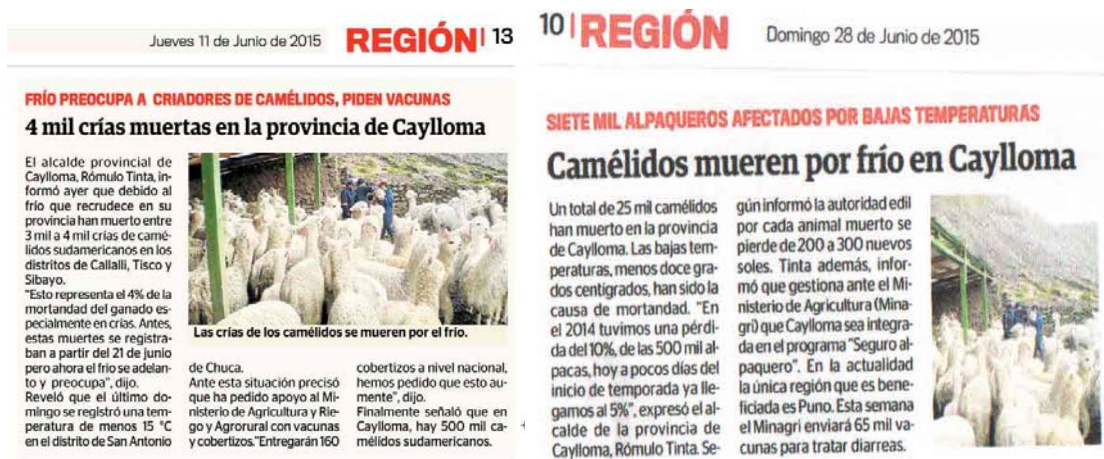 Jueves 11 de Junio de 2015 REGIÓN 13
FRÍO PREOCUPA A CRIADORES DE CAMÉLIDOS, PIDEN VACUNAS
4 mil crías muertas en la provincia de Caylloma
El alcalde provincial de
Caylloma, Rómulo Tinta, in-
formó ayer que debido al
frío que recrudece en su
provincia han muerto entre
3 mil a 4 mil crías de camé-
lidos sudamericanos en los
distritos de Callalli, Tisco y
Sibayo.
"Esto representa el 4% de la
mortandad del ganado es-
pecialmente en crías. Antes,
estas muertes se registra-
ban a partir del 21 de junio
pero ahora el frio se adelan-
to y preocupa", dijo.
Reveló que el último do-
mingo se registró una tem-
peratura de menos 15 °C
en el distrito de San Antonio
Las crías de los camélidos se mueren por el frío.
de Chuca.
Ante esta situación precisó
que ha pedido apoyo al Mi-
nisterio de Agricultura y Rie-
go y Agrorural con vacunas
y cobertizos."Entregarán 160
cobertizos a nivel nacional,
hemos pedido que esto au-
mente", dijo.
Finalmente señaló que en
Caylloma, hay 500 mil ca-
mélidos sudamericanos.
10 REGIÓN Domingo 28 de Junio de 2015
SIETE MIL ALPAQUEROS AFECTADOS POR BAJAS TEMPERATURAS
Camélidos mueren por frío en Caylloma
Un total de 25 mil camélidos
han muerto en la provincia
de Caylloma. Las bajas tem-
peraturas, menos doce gra-
dos centigrados, han sido la
causa de mortandad. "En
el 2014 tuvimos una pérdi-
da del 10%, de las 500 mil al-
pacas, hoy a pocos días del
inicio de temporada ya lle-
gamos al 5%", expresó el al-
calde de la provincia de
Caylloma, Rómulo Tinta. Se-
gún informó la autoridad edil
por cada animal muerto se
pierde de 200 a 300 nuevos
soles. Tinta además, infor-
mó que gestiona ante el Mi-
nisterio de Agricultura (Mina-
gri) que Caylloma sea integra-
da en el programa "Seguro al-
paquero". En la actualidad
la única región que es bene-
ficiada es Puno. Esta semana
el Minagri enviará 65 mil va-
cunas para tratar diarreas.